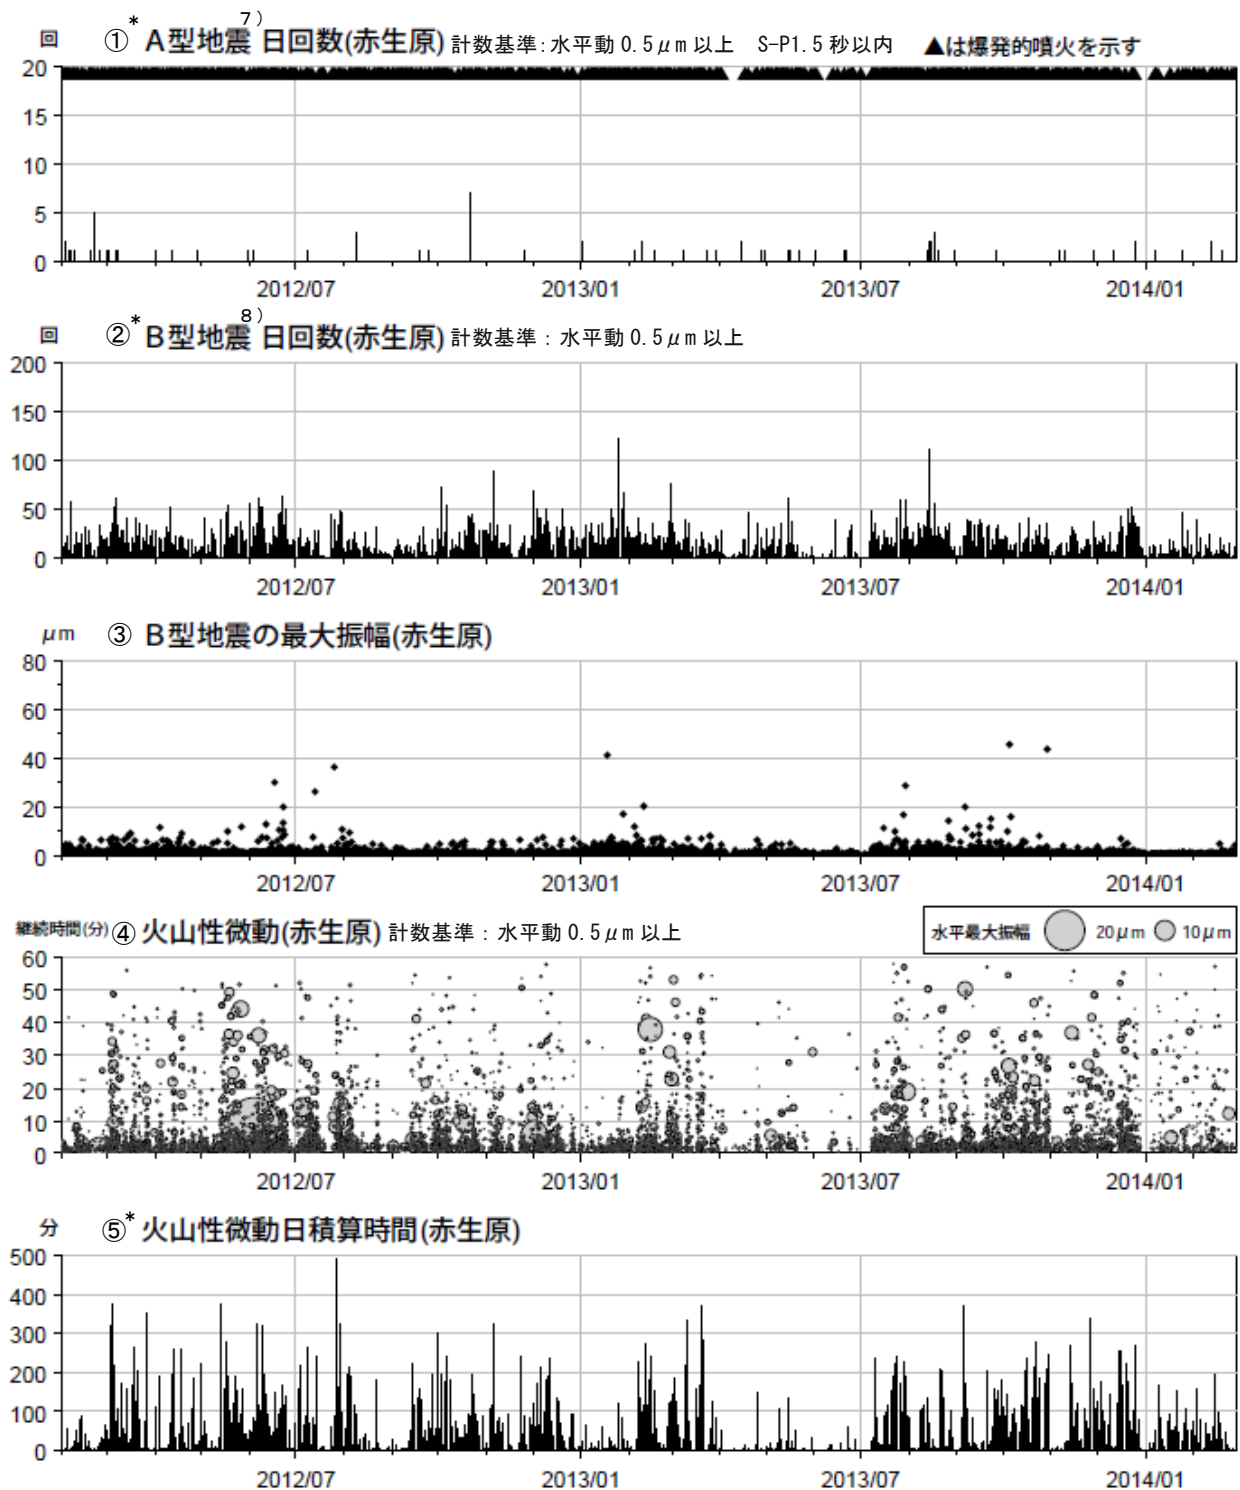 回 ①* A型地震7) 日回数(赤生原) 計数基準:水平動0.5μm以上 S-P1.5秒以内 ▲は爆発的噴火を示す
20
15
10
5
0
2012/07 2013/01 2013/07 2014/01
回 ②* B型地震8) 日回数(赤生原) 計数基準:水平動0.5μm以上
200
150
100
50
0
2012/07 2013/01 2013/07 2014/01
μm ③ B型地震の最大振幅(赤生原)
80
60
40
20
0
2012/07 2013/01 2013/07 2014/01
継続時間(分) ④ 火山性微動(赤生原) 計数基準:水平動0.5μm以上
水平最大振幅 20μm 10μm
60
50
40
30
20
10
0
2012/07 2013/01 2013/07 2014/01
分 ⑤* 火山性微動日積算時間(赤生原)
500
400
300
200
100
0
2012/07 2013/01 2013/07 2014/01